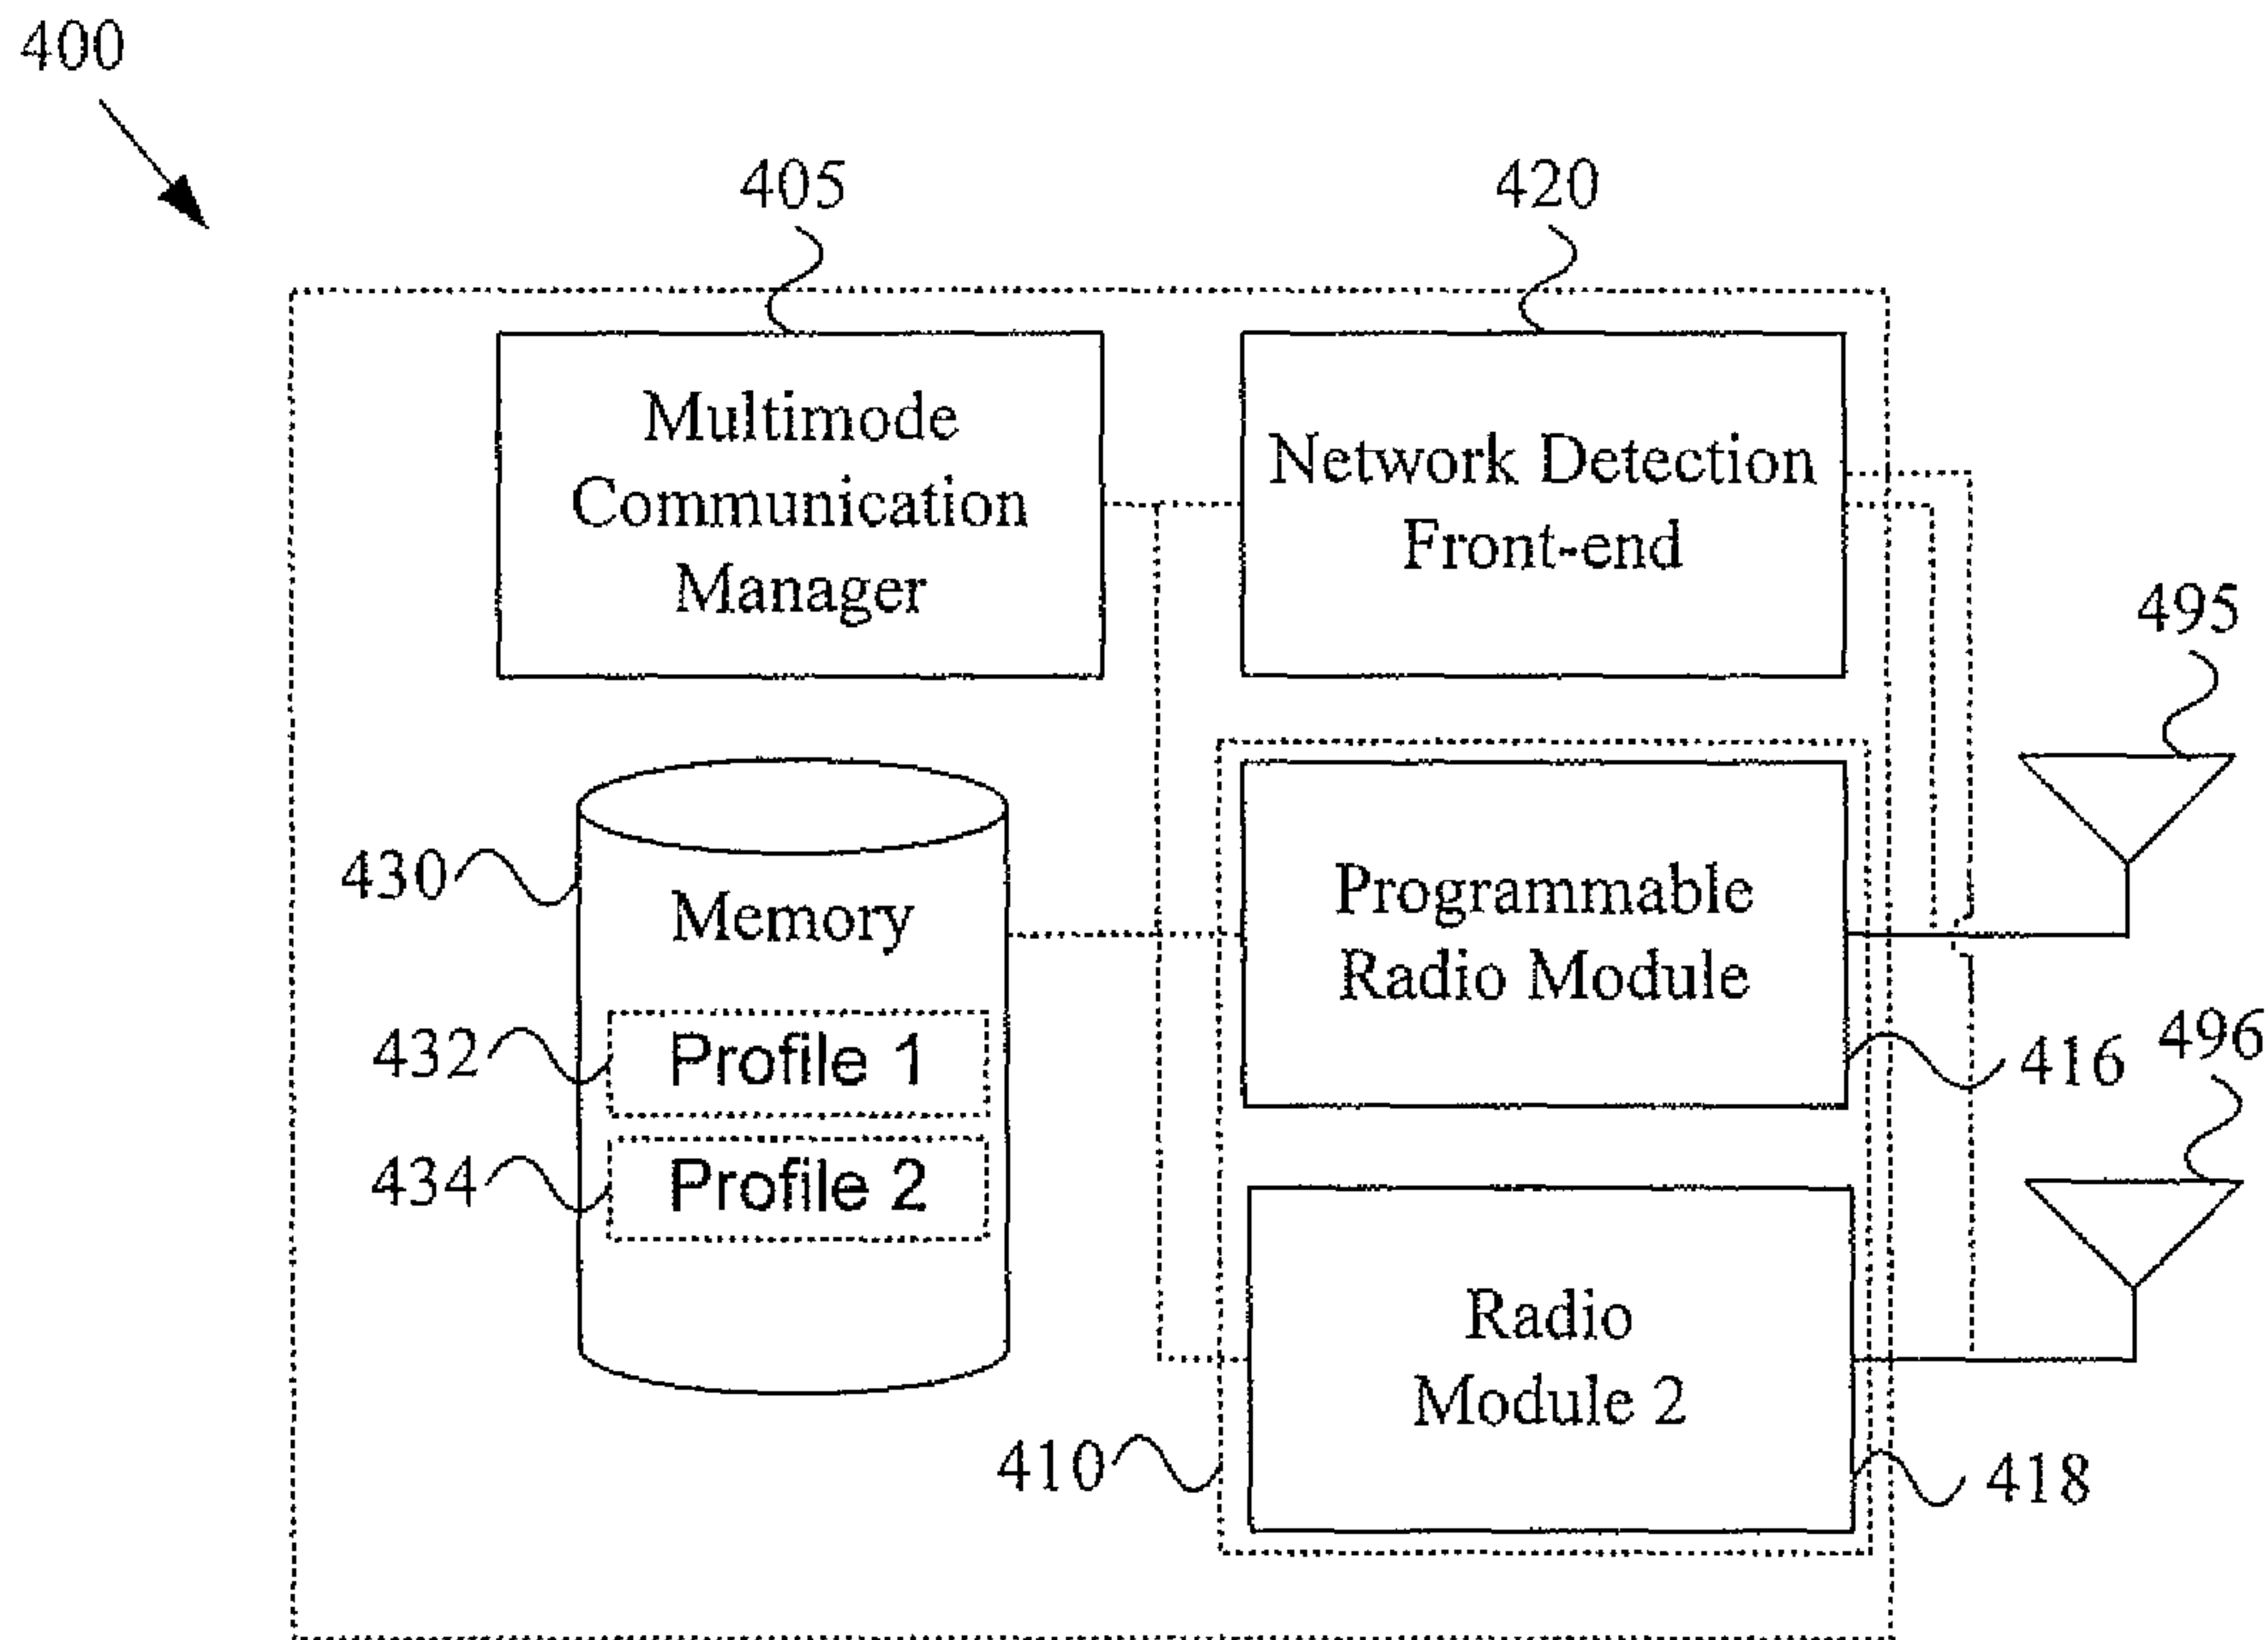 400
405
420
Multimode
Communication
Manager
Network Detection
Front-end
495
430
Memory
Programmable
Radio Module
432
Profile 1
416
496
434
Profile 2
Radio
Module 2
410
418